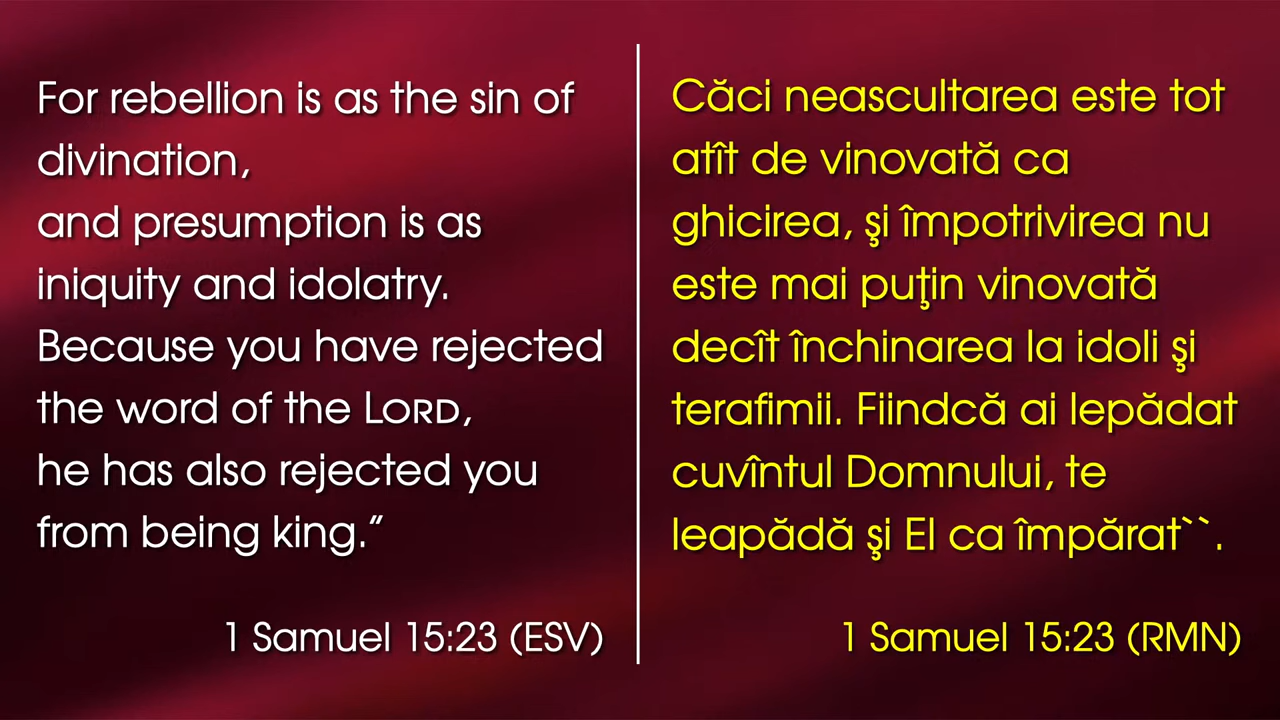 For rebellion is as the sin of
divination,
and presumption is as
iniquity and idolatry.
Because you have rejected
the word of the LORD,
he has also rejected you
from being king.”
1 Samuel 15:23 (ESV)
Căci neascultarea este tot
atît de vinovată ca
ghicirea, şi împotrivirea nu
este mai puţin vinovată
decît închinarea la idoli şi
terafimii. Fiindcă ai lepădat
cuvîntul Domnului, te
leapădă şi El ca împărat``.
1 Samuel 15:23 (RMN)